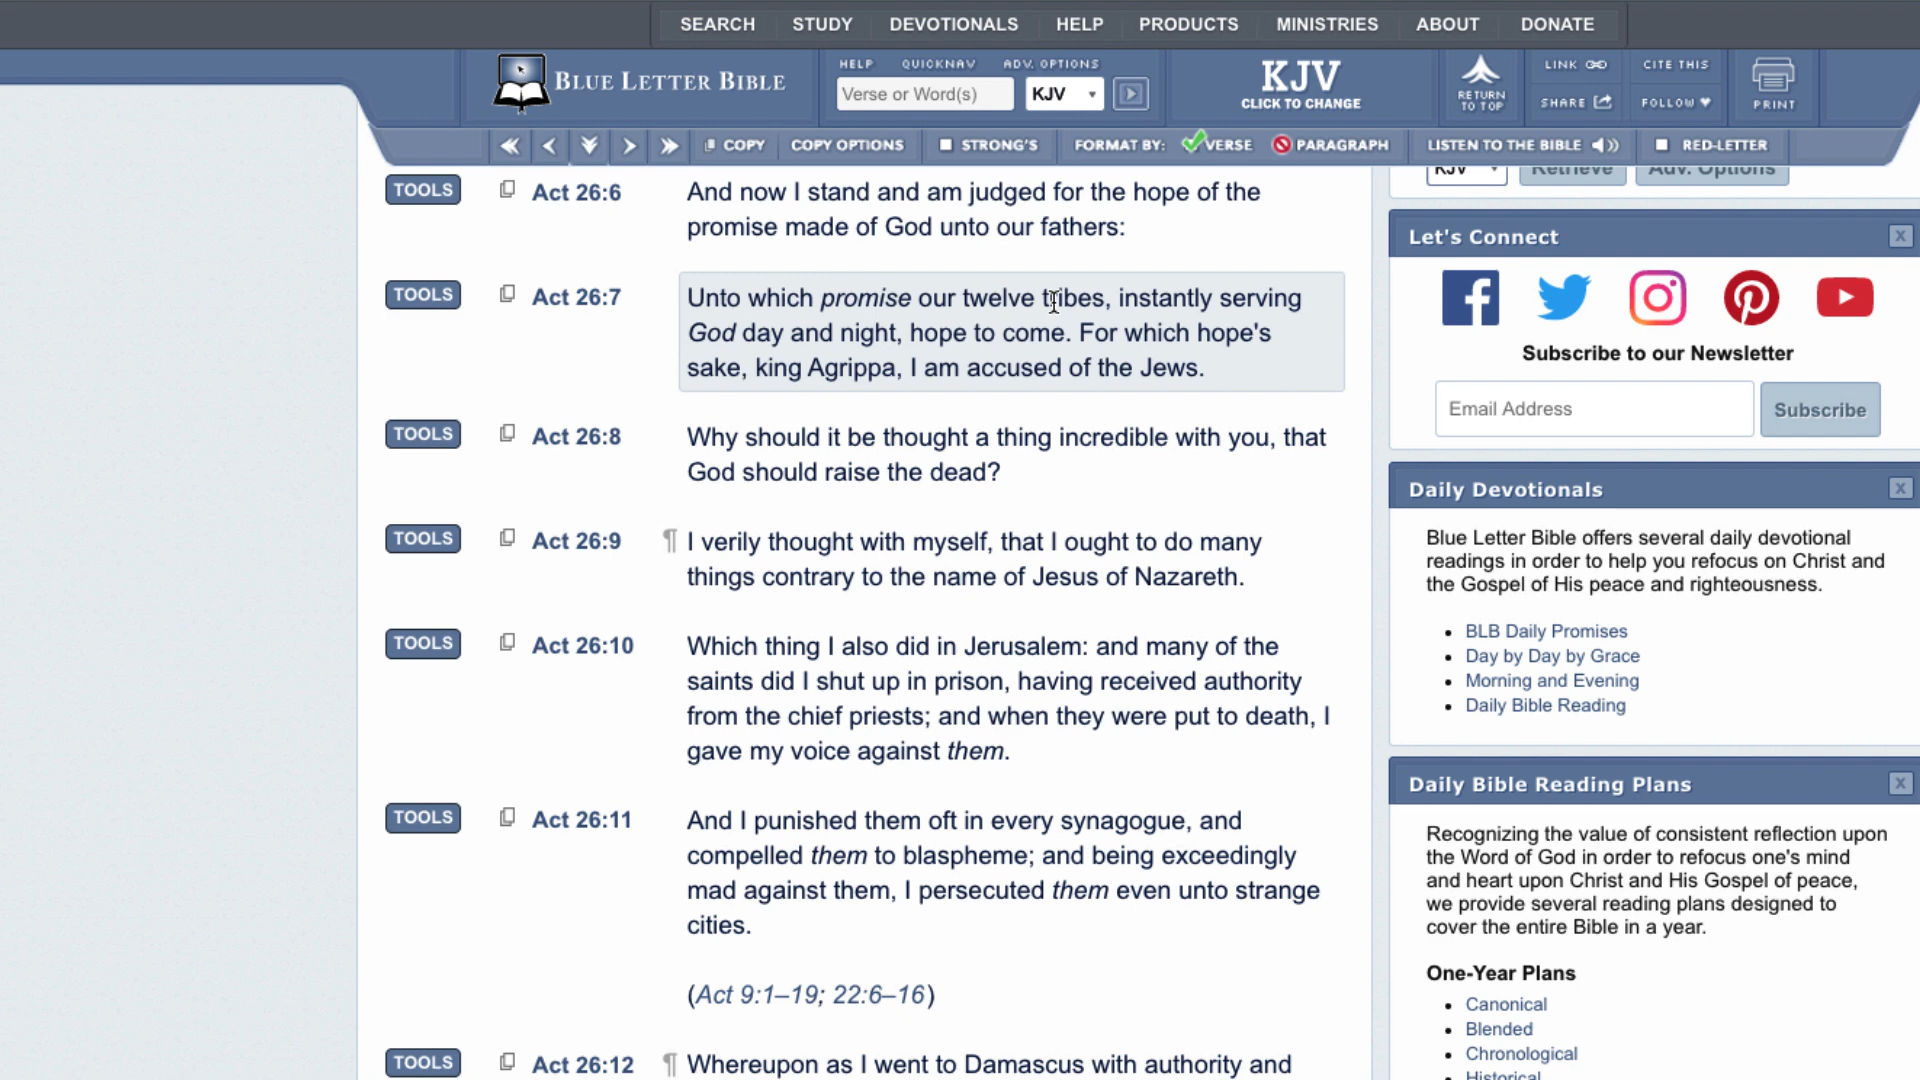 SEARCH STUDY DEVOTIONALS HELP PRODUCTS MINISTRIES ABOUT DONATE
BLUE LETTER BIBLE
HELP QUICKNAV ADV. OPTIONS
Verse or Word(s) KJV
KJV
CLICK TO CHANGE
RETURN
TO TOP
LINK CITE THIS
SHARE FOLLOW
PRINT
COPY COPY OPTIONS STRONG'S FORMAT BY: VERSE PARAGRAPH LISTEN TO THE BIBLE RED-LETTER
TOOLS Act 26:6 And now I stand and am judged for the hope of the
promise made of God unto our fathers:
TOOLS Act 26:7 Unto which promise our twelve tribes, instantly serving
God day and night, hope to come. For which hope's
sake, king Agrippa, I am accused of the Jews.
TOOLS Act 26:8 Why should it be thought a thing incredible with you, that
God should raise the dead?
TOOLS Act 26:9 ¶ I verily thought with myself, that I ought to do many
things contrary to the name of Jesus of Nazareth.
TOOLS Act 26:10 Which thing I also did in Jerusalem: and many of the
saints did I shut up in prison, having received authority
from the chief priests; and when they were put to death, I
gave my voice against them.
TOOLS Act 26:11 And I punished them oft in every synagogue, and
compelled them to blaspheme; and being exceedingly
mad against them, I persecuted them even unto strange
cities.
(Act 9:1–19; 22:6–16)
TOOLS Act 26:12 ¶ Whereupon as I went to Damascus with authority and
KJV Retrieve Adv. Options
Let's Connect X
Subscribe to our Newsletter
Email Address Subscribe
Daily Devotionals X
Blue Letter Bible offers several daily devotional
readings in order to help you refocus on Christ and
the Gospel of His peace and righteousness.
• BLB Daily Promises
• Day by Day by Grace
• Morning and Evening
• Daily Bible Reading
Daily Bible Reading Plans X
Recognizing the value of consistent reflection upon
the Word of God in order to refocus one's mind
and heart upon Christ and His Gospel of peace,
we provide several reading plans designed to
cover the entire Bible in a year.
One-Year Plans
• Canonical
• Blended
• Chronological
• Historical